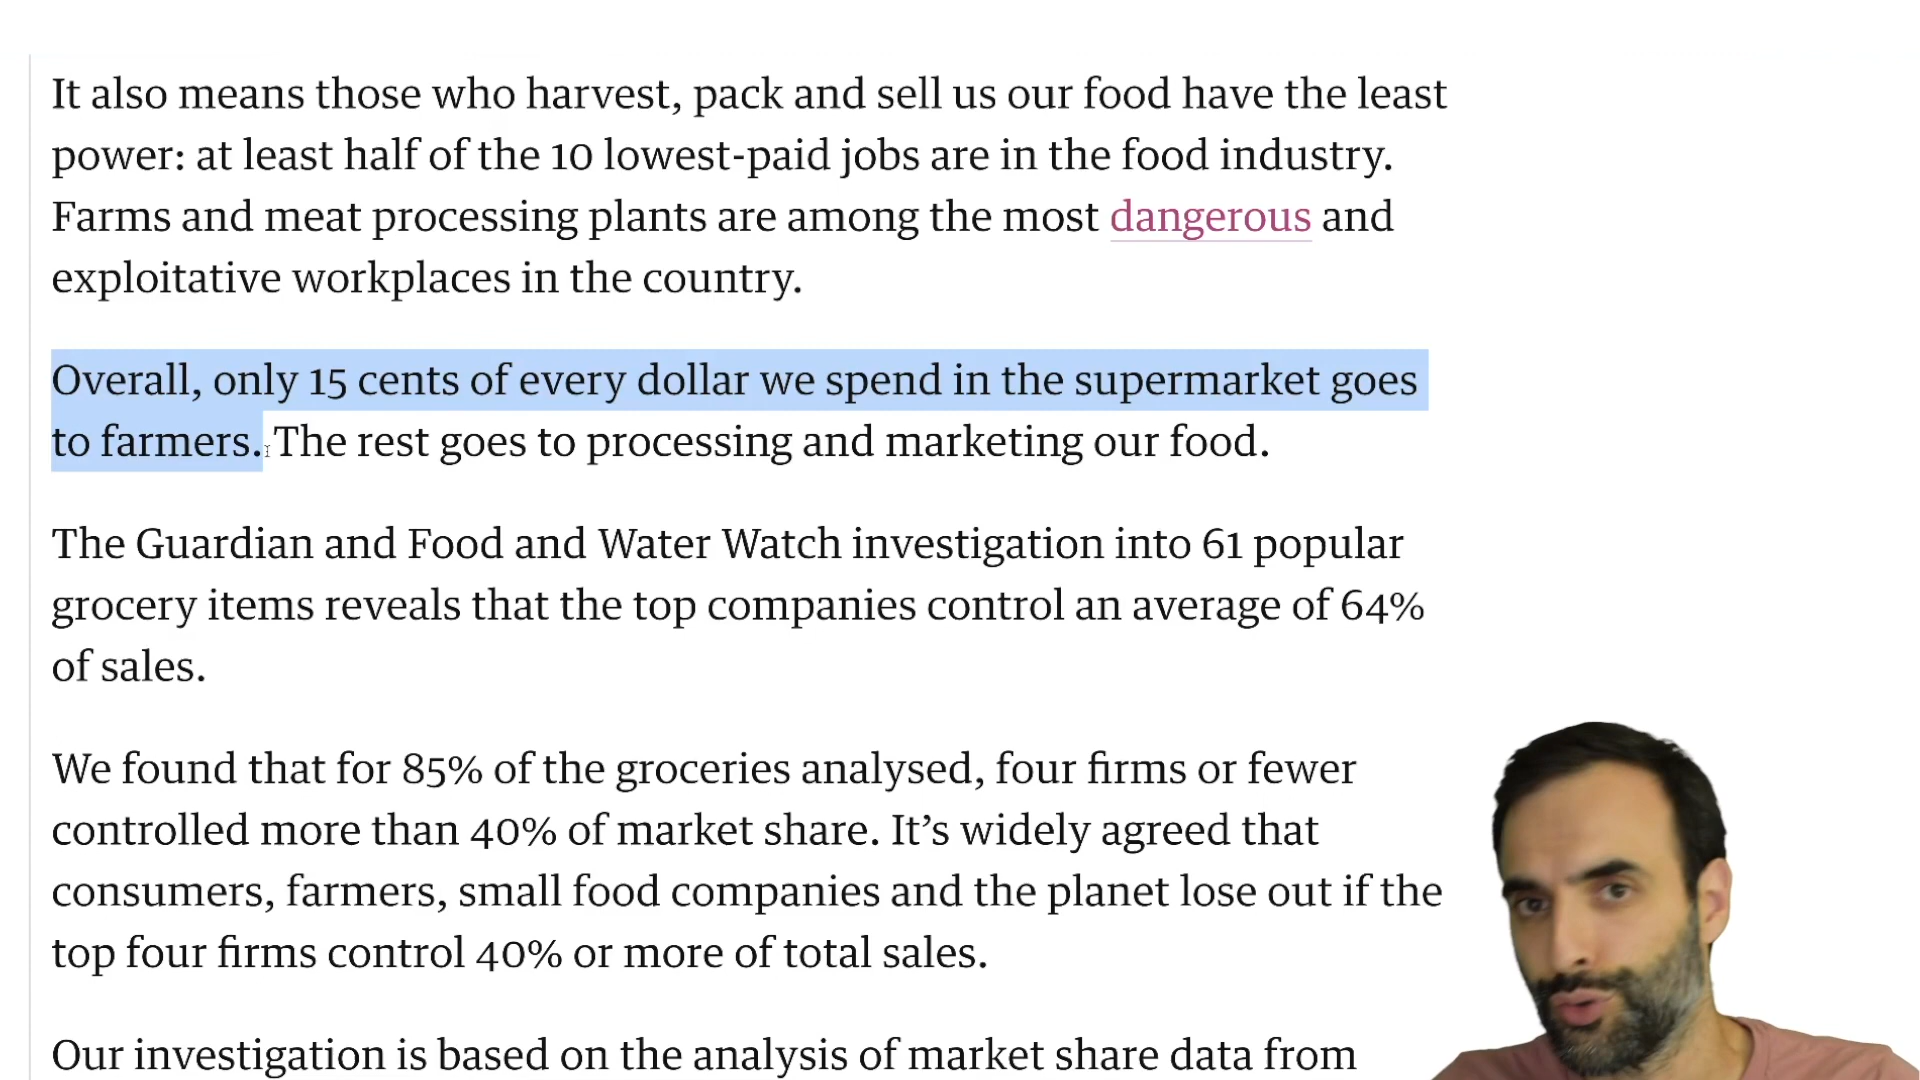 It also means those who harvest, pack and sell us our food have the least
power: at least half of the 10 lowest-paid jobs are in the food industry.
Farms and meat processing plants are among the most dangerous and
exploitative workplaces in the country.
Overall, only 15 cents of every dollar we spend in the supermarket goes
to farmers. The rest goes to processing and marketing our food.
The Guardian and Food and Water Watch investigation into 61 popular
grocery items reveals that the top companies control an average of 64%
of sales.
We found that for 85% of the groceries analysed, four firms or fewer
controlled more than 40% of market share. It’s widely agreed that
consumers, farmers, small food companies and the planet lose out if the
top four firms control 40% or more of total sales.
Our investigation is based on the analysis of market share data from